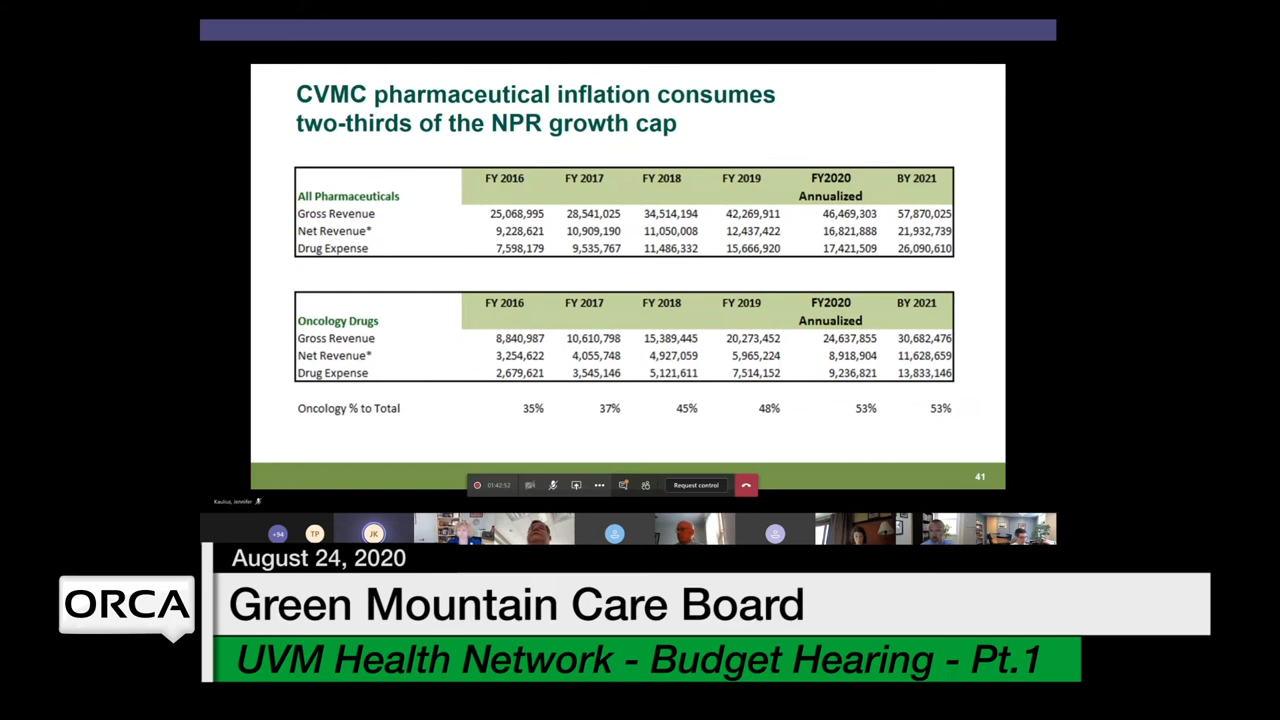 CVMC pharmaceutical inflation consumes
two-thirds of the NPR growth cap
FY 2016 FY 2017 FY 2018 FY 2019 FY2020 BY 2021
All Pharmaceuticals Annualized
Gross Revenue 25,068,995 28,541,025 34,514,194 42,269,911 46,469,303 57,870,025
Net Revenue* 9,228,621 10,909,190 11,050,008 12,437,422 16,821,888 21,932,739
Drug Expense 7,598,179 9,535,767 11,486,332 15,666,920 17,421,509 26,090,610
FY 2016 FY 2017 FY 2018 FY 2019 FY2020 BY 2021
Oncology Drugs Annualized
Gross Revenue 8,840,987 10,610,798 15,389,445 20,273,452 24,637,855 30,682,476
Net Revenue* 3,254,622 4,055,748 4,927,059 5,965,224 8,918,904 11,628,659
Drug Expense 2,679,621 3,545,146 5,121,611 7,514,152 9,236,821 13,833,146
Oncology % to Total 35% 37% 45% 48% 53% 53%
41
01:42:52 Request control
Kaulius, Jennifer
+94 TP JK
August 24, 2020
ORCA
Green Mountain Care Board
UVM Health Network - Budget Hearing - Pt.1